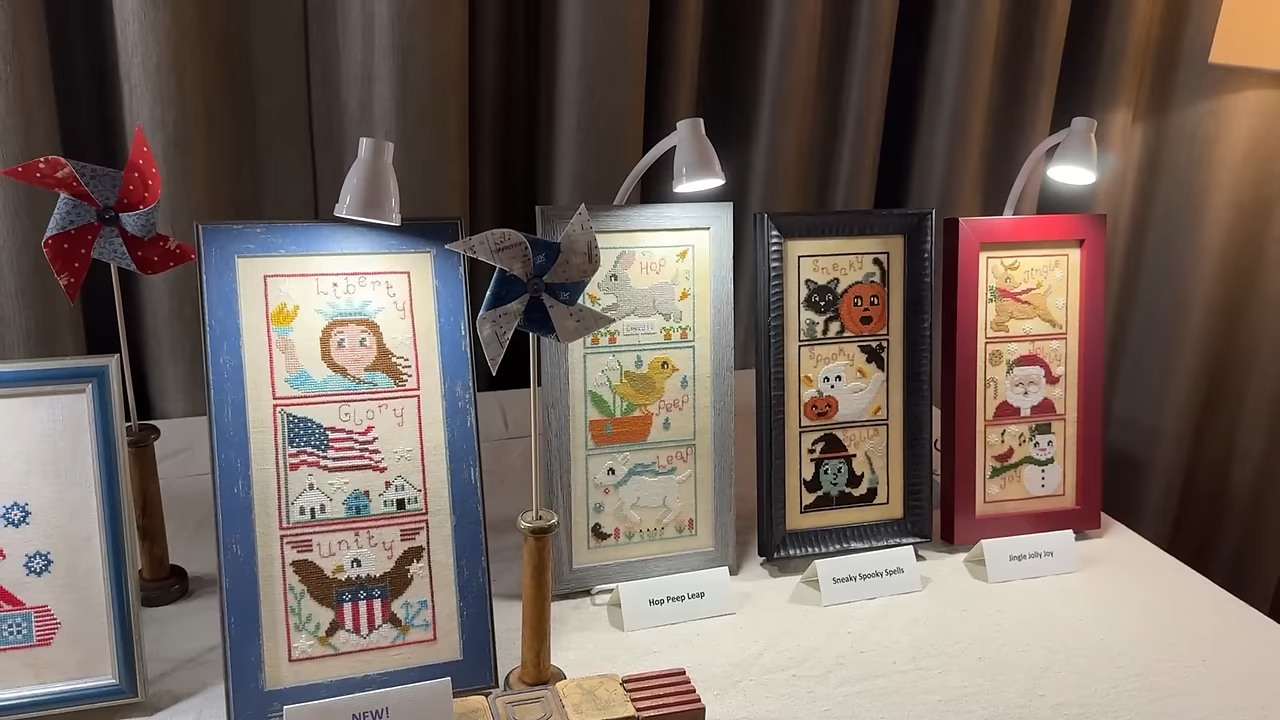 Liberty
Glory
Unity
NEW!
Hop
Peep
Leap
Hop Peep Leap
Sneaky
Spooky
Spells
Sneaky Spooky Spells
Jingle
Jolly
Joy
Jingle Jolly Joy